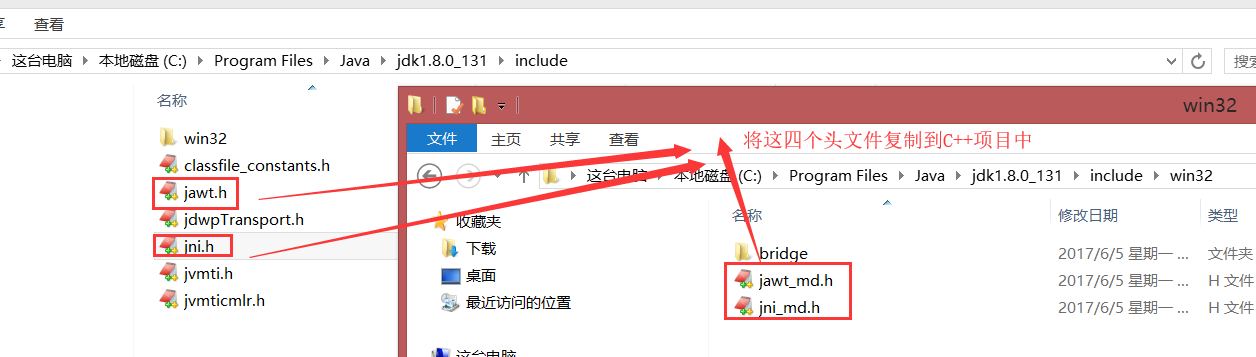 查看
这台电脑 本地磁盘 (C:) Program Files Java jdk1.8.0_131 include
名称
win32
classfile_constants.h
jawt.h
jdwpTransport.h
jni.h
jvmti.h
jvmticmlr.h
win32
文件 主页 共享 查看
将这四个头文件复制到C++项目中
这台电脑 本地磁盘 (C:) Program Files Java jdk1.8.0_131 include win32
收藏夹
下载
桌面
最近访问的位置
这台电脑
名称 修改日期 类型
bridge 2017/6/5 星期一 ... 文件夹
jawt_md.h 2017/6/5 星期一 ... H 文件
jni_md.h 2017/6/5 星期一 ... H 文件